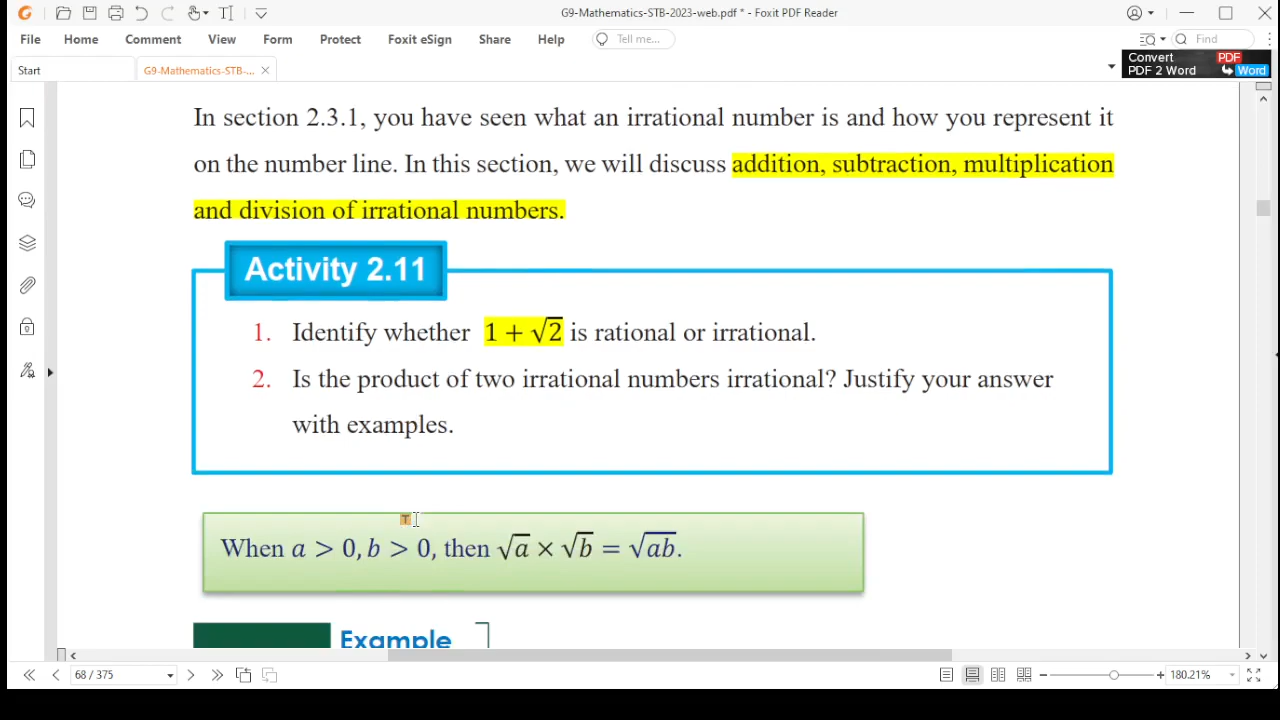 G9-Mathematics-STB-2023-web.pdf * - Foxit PDF Reader
File Home Comment View Form Protect Foxit eSign Share Help Tell me... Find
Start G9-Mathematics-STB-... Convert PDF 2 Word PDF Word
In section 2.3.1, you have seen what an irrational number is and how you represent it
on the number line. In this section, we will discuss addition, subtraction, multiplication
and division of irrational numbers.
Activity 2.11
1. Identify whether 1 + √2 is rational or irrational.
2. Is the product of two irrational numbers irrational? Justify your answer
with examples.
When a > 0, b > 0, then √a × √b = √ab.
Example
68 / 375 180.21%